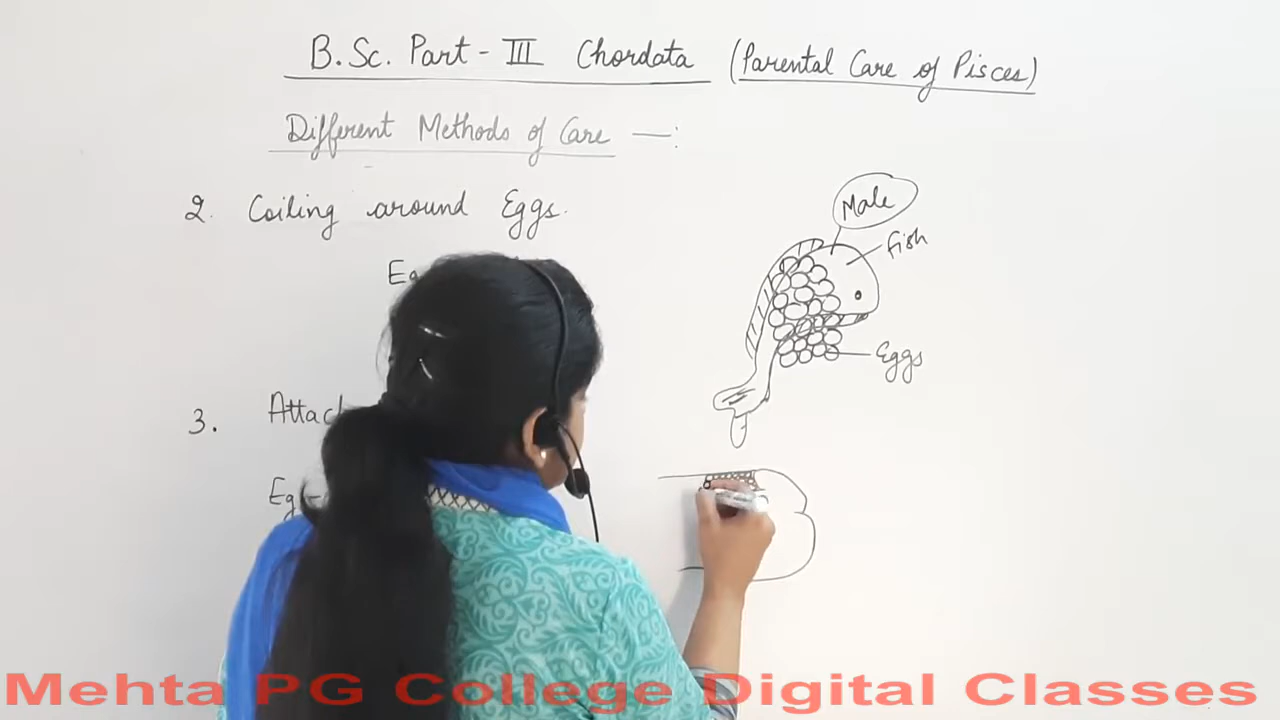 B.Sc. Part - III Chordata (Parental Care of Pisces)
Different Methods of Care —:
2. Coiling around Eggs.
Male
Fish
Eggs
3.
Eg -
Mehta PG College Digital Classes